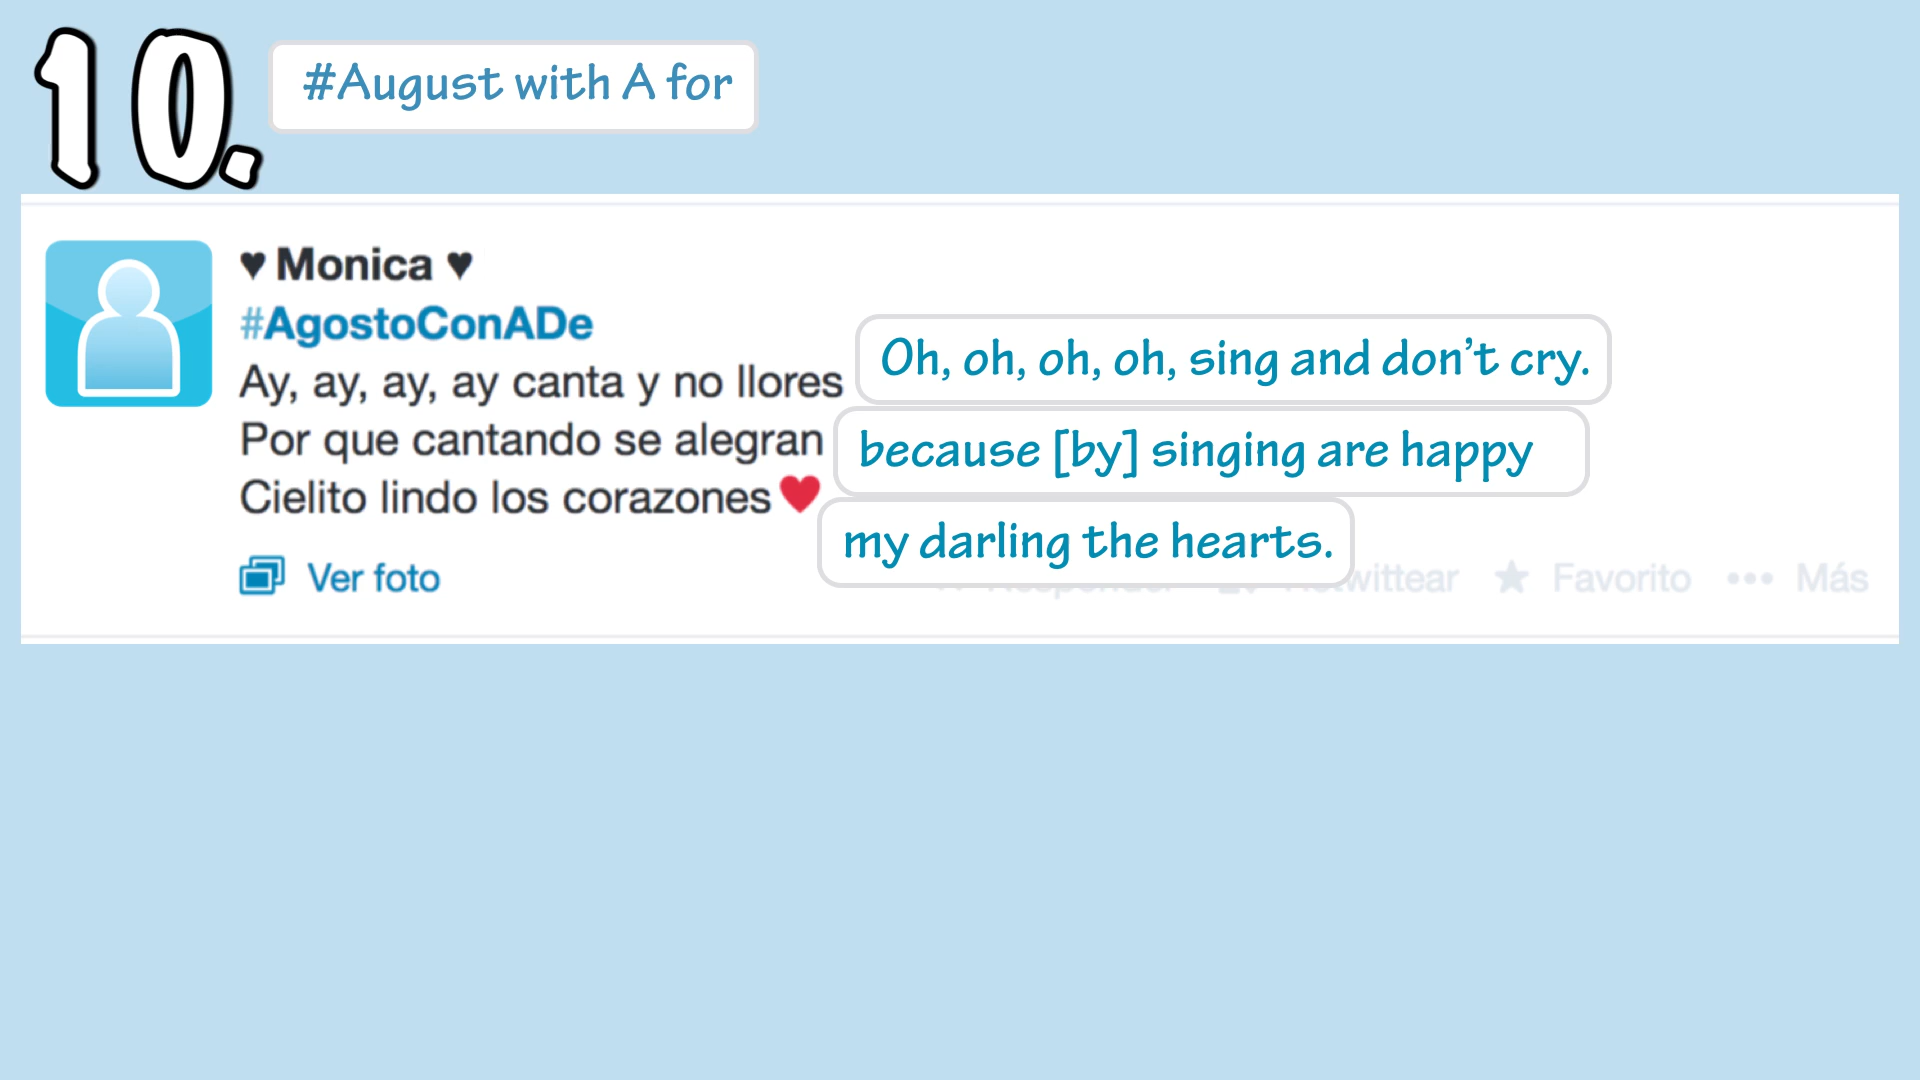 10.
#August with A for
♥ Monica ♥
#AgostoConADe
Ay, ay, ay, ay canta y no llores
Oh, oh, oh, oh, sing and don't cry.
Por que cantando se alegran
because [by] singing are happy
Cielito lindo los corazones ❤
my darling the hearts.
Ver foto
Favorito
••• Más